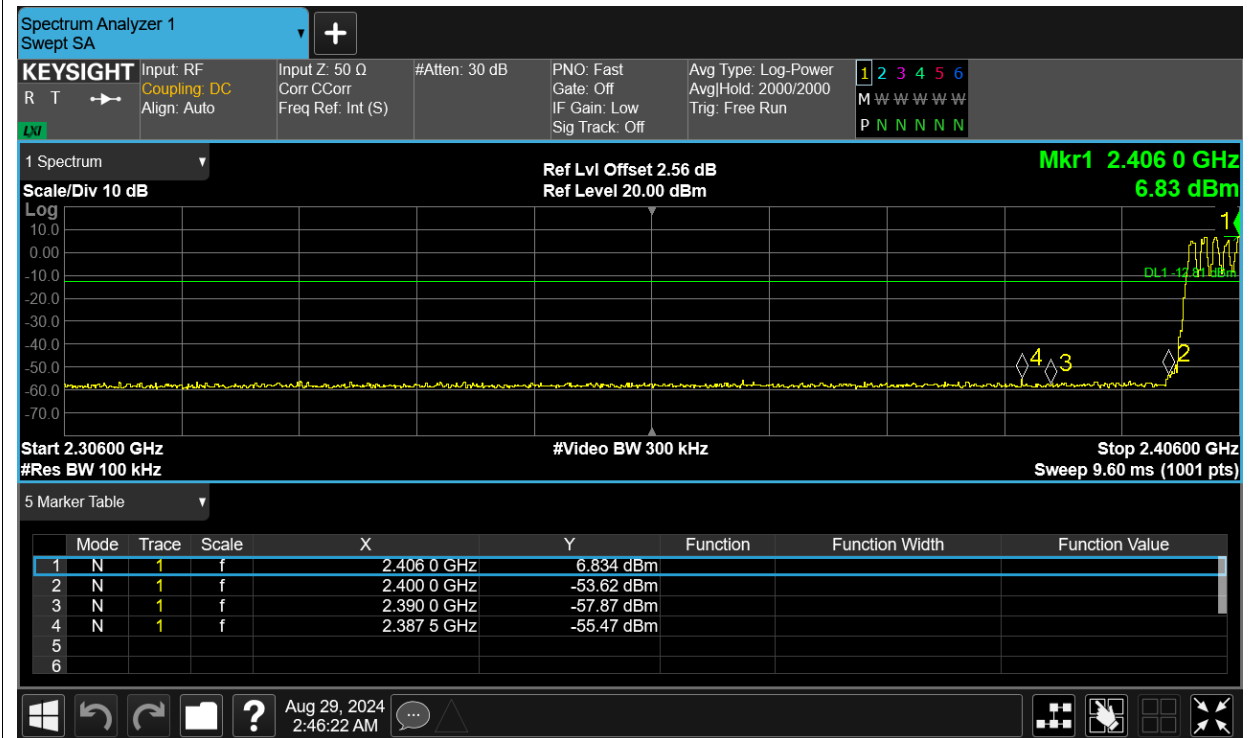 Spectrum Analyzer 1
Swept SA
+
KEYSIGHT Input: RF Input Z: 50 Ω #Atten: 30 dB PNO: Fast Avg Type: Log-Power 1 2 3 4 5 6
R T Coupling: DC Corr CCorr Gate: Off Avg|Hold: 2000/2000 M W W W W W
Align: Auto Freq Ref: Int (S) IF Gain: Low Trig: Free Run
LXI Sig Track: Off P N N N N N
1 Spectrum Ref Lvl Offset 2.56 dB Mkr1 2.406 0 GHz
Scale/Div 10 dB Ref Level 20.00 dBm 6.83 dBm
Log
1
10.0
0.00
-10.0 DL1 -12.81 dBm
-20.0
-30.0
-40.0
4 3 2
-50.0
-60.0
-70.0
Start 2.30600 GHz #Video BW 300 kHz Stop 2.40600 GHz
#Res BW 100 kHz Sweep 9.60 ms (1001 pts)
5 Marker Table
Mode Trace Scale X Y Function Function Width Function Value
1 N 1 f 2.406 0 GHz 6.834 dBm
2 N 1 f 2.400 0 GHz -53.62 dBm
3 N 1 f 2.390 0 GHz -57.87 dBm
4 N 1 f 2.387 5 GHz -55.47 dBm
5
6
? Aug 29, 2024
2:46:22 AM